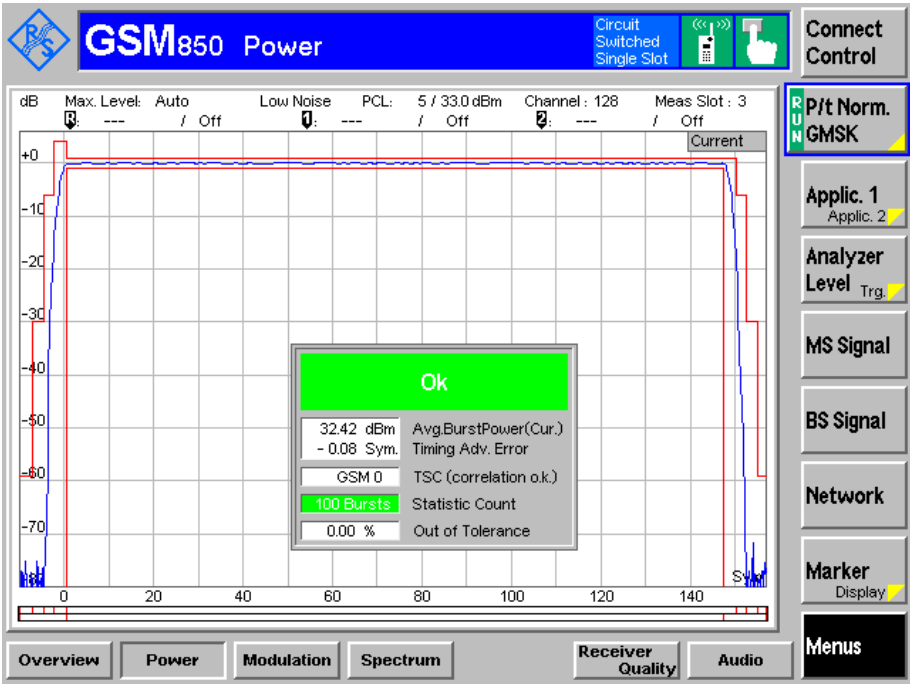 R&S
GSM850 Power
Circuit
Switched
Single Slot
Connect
Control
dB Max. Level: Auto Low Noise PCL: 5 / 33.0 dBm Channel : 128 Meas Slot : 3
R: --- / Off 1: --- / Off 2: --- / Off
Current
RUN
P/t Norm.
GMSK
Applic. 1
Applic. 2
Analyzer
Level Trg.
MS Signal
BS Signal
Network
Marker
Display
Menus
+0
-10
-20
-30
-40
-50
-60
-70
Ok
32.42 dBm Avg.BurstPower(Cur.)
- 0.08 Sym. Timing Adv. Error
GSM 0 TSC (correlation o.k.)
100 Bursts Statistic Count
0.00 % Out of Tolerance
0 20 40 60 80 100 120 140
Overview Power Modulation Spectrum Receiver Quality Audio